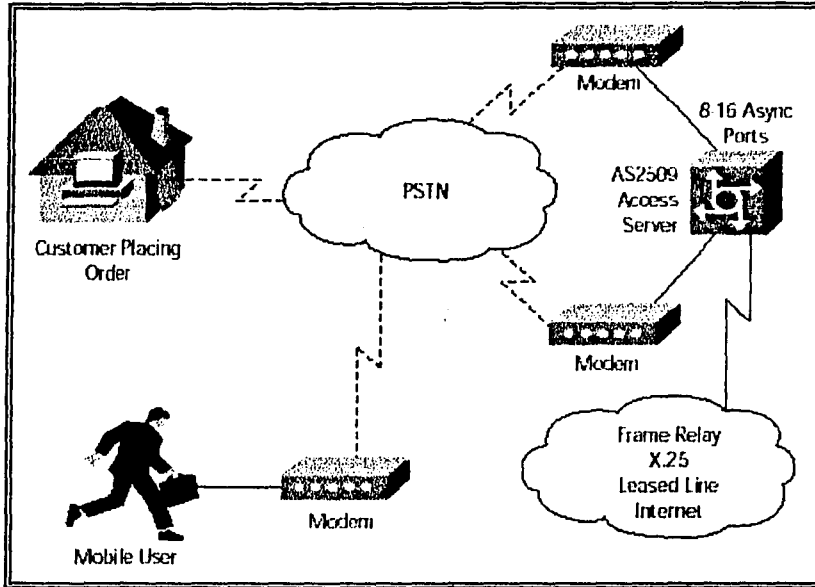 Modem
8-16 Async
Ports
AS2509
Access
Server
PSTN
Customer Placing
Order
Modem
Frame Relay
X.25
Leased Line
Internet
Modem
Mobile User